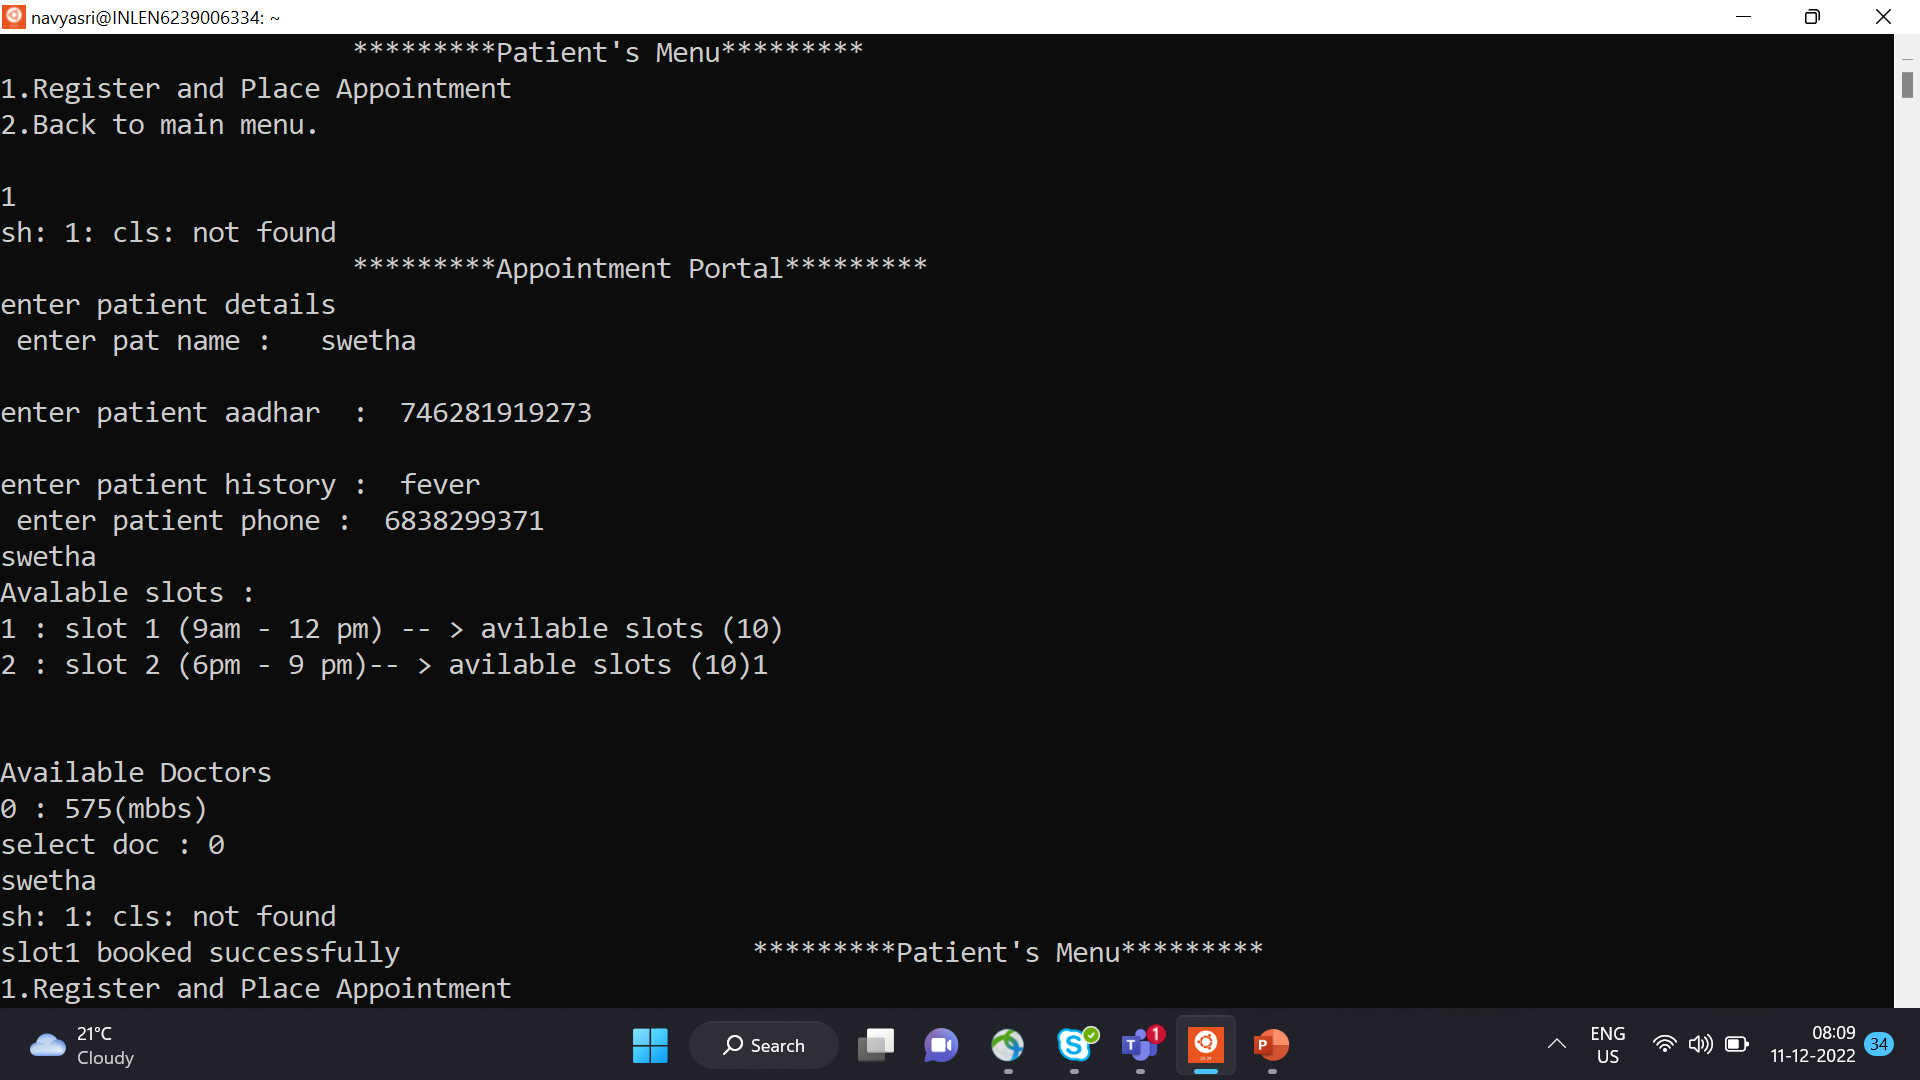 navyasri@INLEN6239006334: ~
*********Patient's Menu*********
1.Register and Place Appointment
2.Back to main menu.
1
sh: 1: cls: not found
*********Appointment Portal*********
enter patient details
enter pat name :   swetha
enter patient aadhar  :  746281919273
enter patient history :  fever
enter patient phone :  6838299371
swetha
Avalable slots :
1 : slot 1 (9am - 12 pm) -- > avilable slots (10)
2 : slot 2 (6pm - 9 pm)-- > avilable slots (10)1
Available Doctors
0 : 575(mbbs)
select doc : 0
swetha
sh: 1: cls: not found
slot1 booked successfully                      *********Patient's Menu*********
1.Register and Place Appointment
21°C
Cloudy
Search
1
ENG
US
08:09
11-12-2022
34